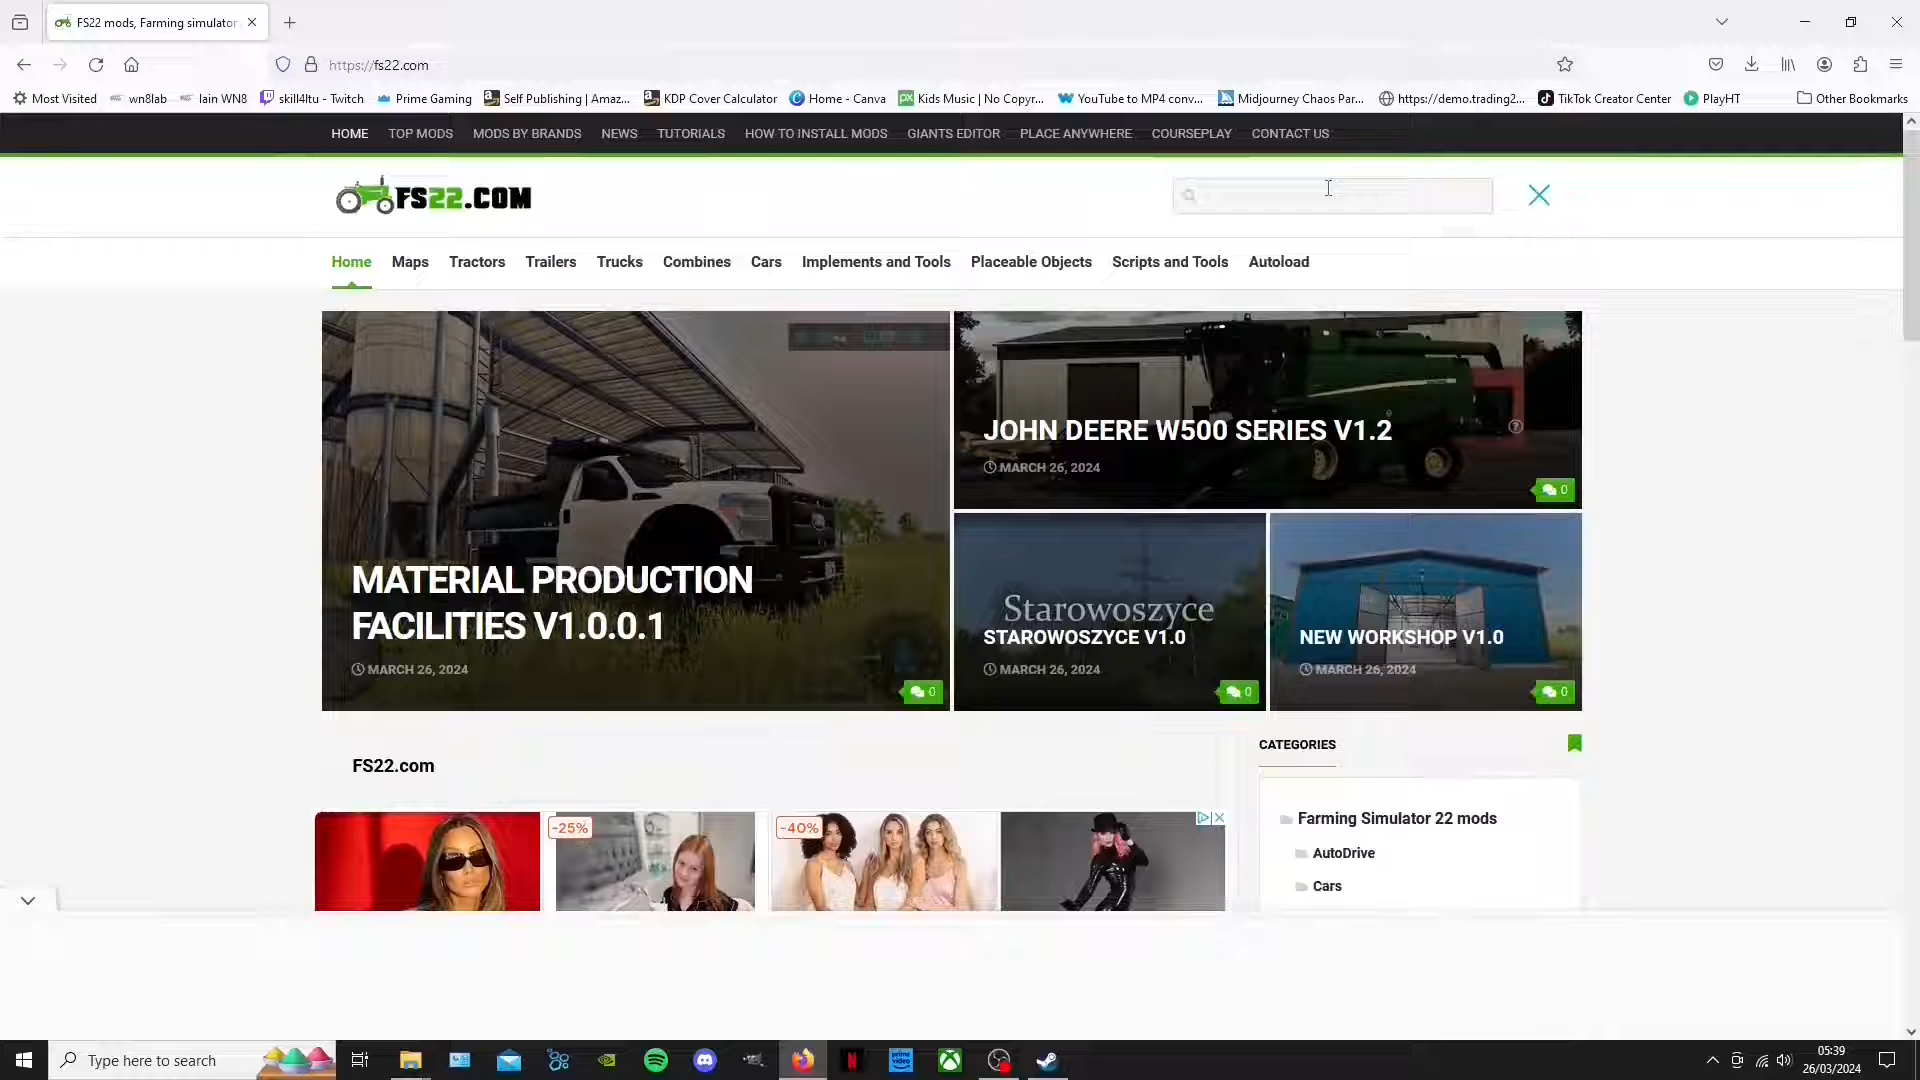 FS22 mods, Farming simulator
https://fs22.com
Most Visited
wn8lab
Iain WN8
skill4ltu - Twitch
Prime Gaming
Self Publishing | Amaz...
KDP Cover Calculator
Home - Canva
Kids Music | No Copyr...
YouTube to MP4 conv...
Midjourney Chaos Par...
https://demo.trading2...
TikTok Creator Center
PlayHT
Other Bookmarks
HOME TOP MODS MODS BY BRANDS NEWS TUTORIALS HOW TO INSTALL MODS GIANTS EDITOR PLACE ANYWHERE COURSEPLAY CONTACT US
FS22.COM
Home Maps Tractors Trailers Trucks Combines Cars Implements and Tools Placeable Objects Scripts and Tools Autoload
MATERIAL PRODUCTION
FACILITIES V1.0.0.1
MARCH 26, 2024
0
JOHN DEERE W500 SERIES V1.2
MARCH 26, 2024
0
Starowoszyce
STAROWOSZYCE V1.0
MARCH 26, 2024
0
NEW WORKSHOP V1.0
MARCH 26, 2024
0
FS22.com
-25%
-40%
CATEGORIES
Farming Simulator 22 mods
AutoDrive
Cars
Type here to search
prime video
05:39
26/03/2024